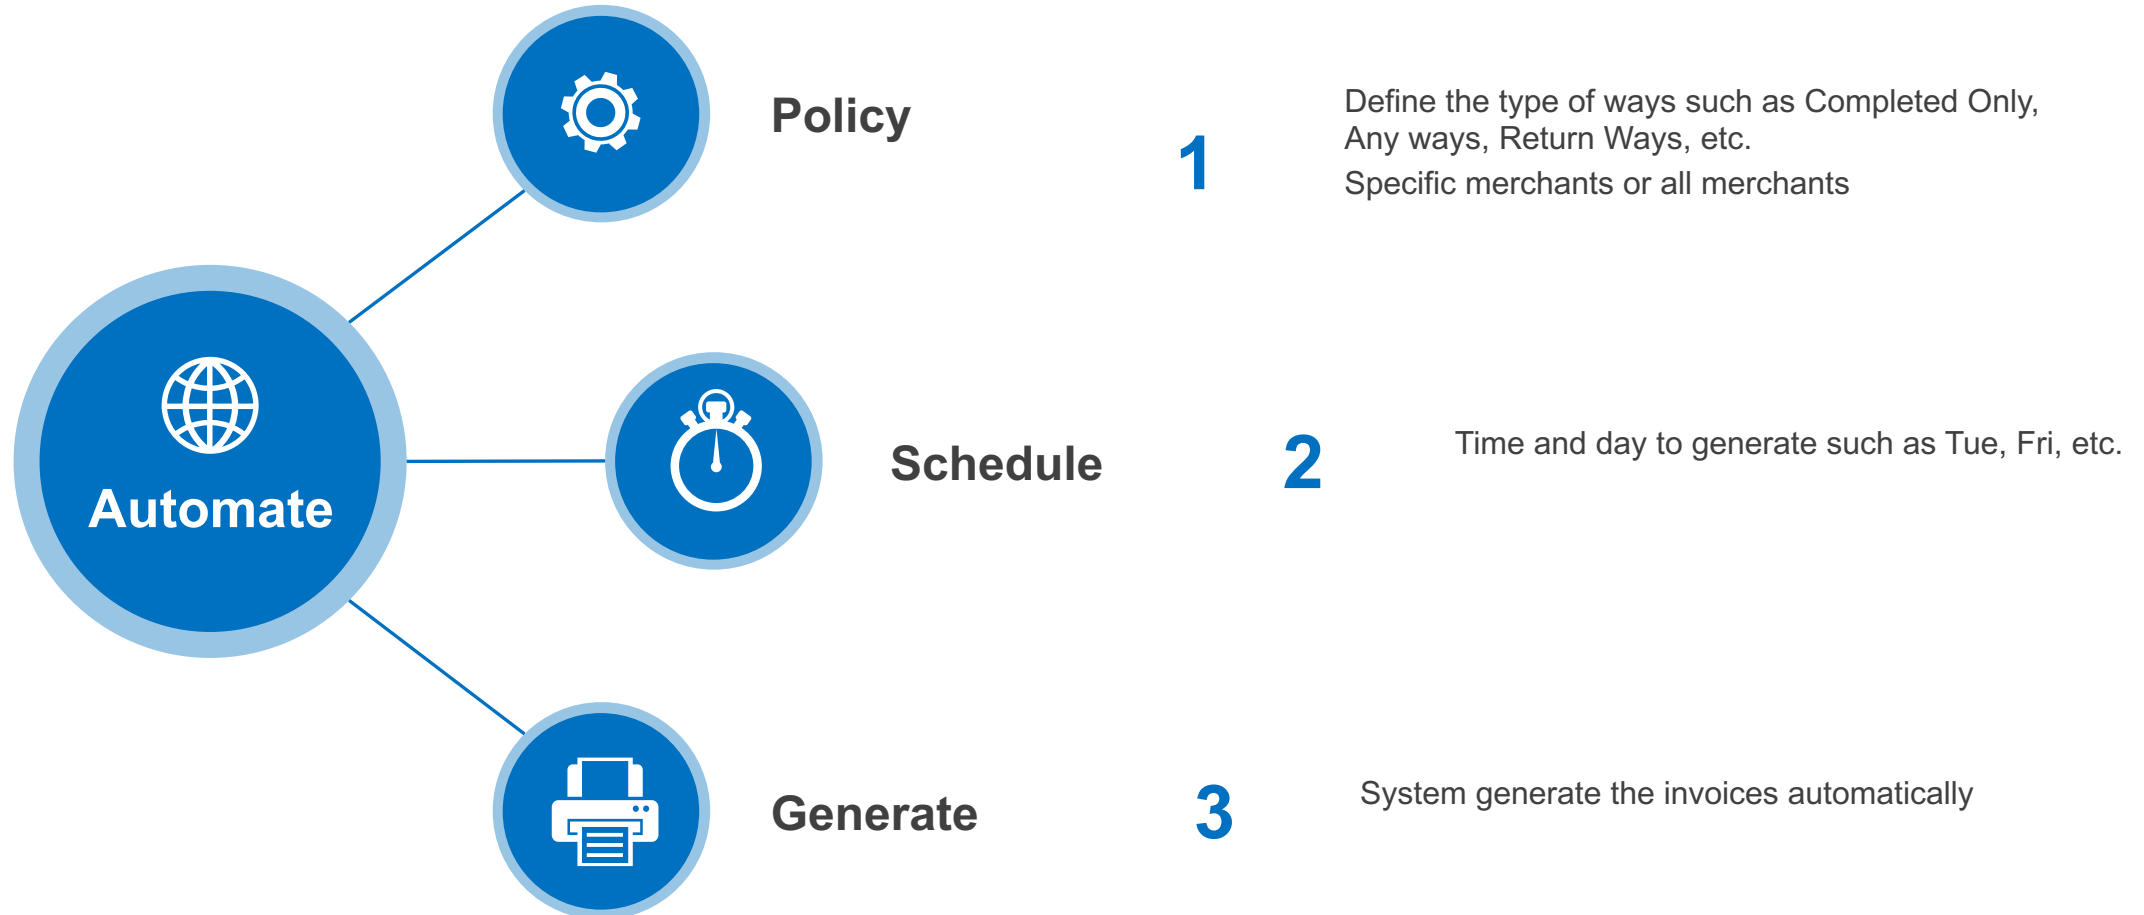 Automate
Policy
1
Define the type of ways such as Completed Only,
Any ways, Return Ways, etc.
Specific merchants or all merchants
Schedule
2
Time and day to generate such as Tue, Fri, etc.
Generate
3
System generate the invoices automatically